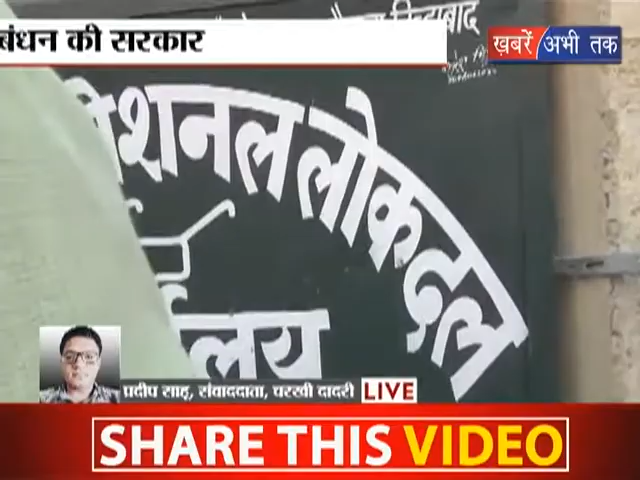 जिन्दाबाद
बंधन की सरकार
ख़बरें अभी तक
शनल लोकदल
लय
प्रदीप साहू, संवाददाता, चरखी दादरी LIVE
SHARE THIS VIDEO